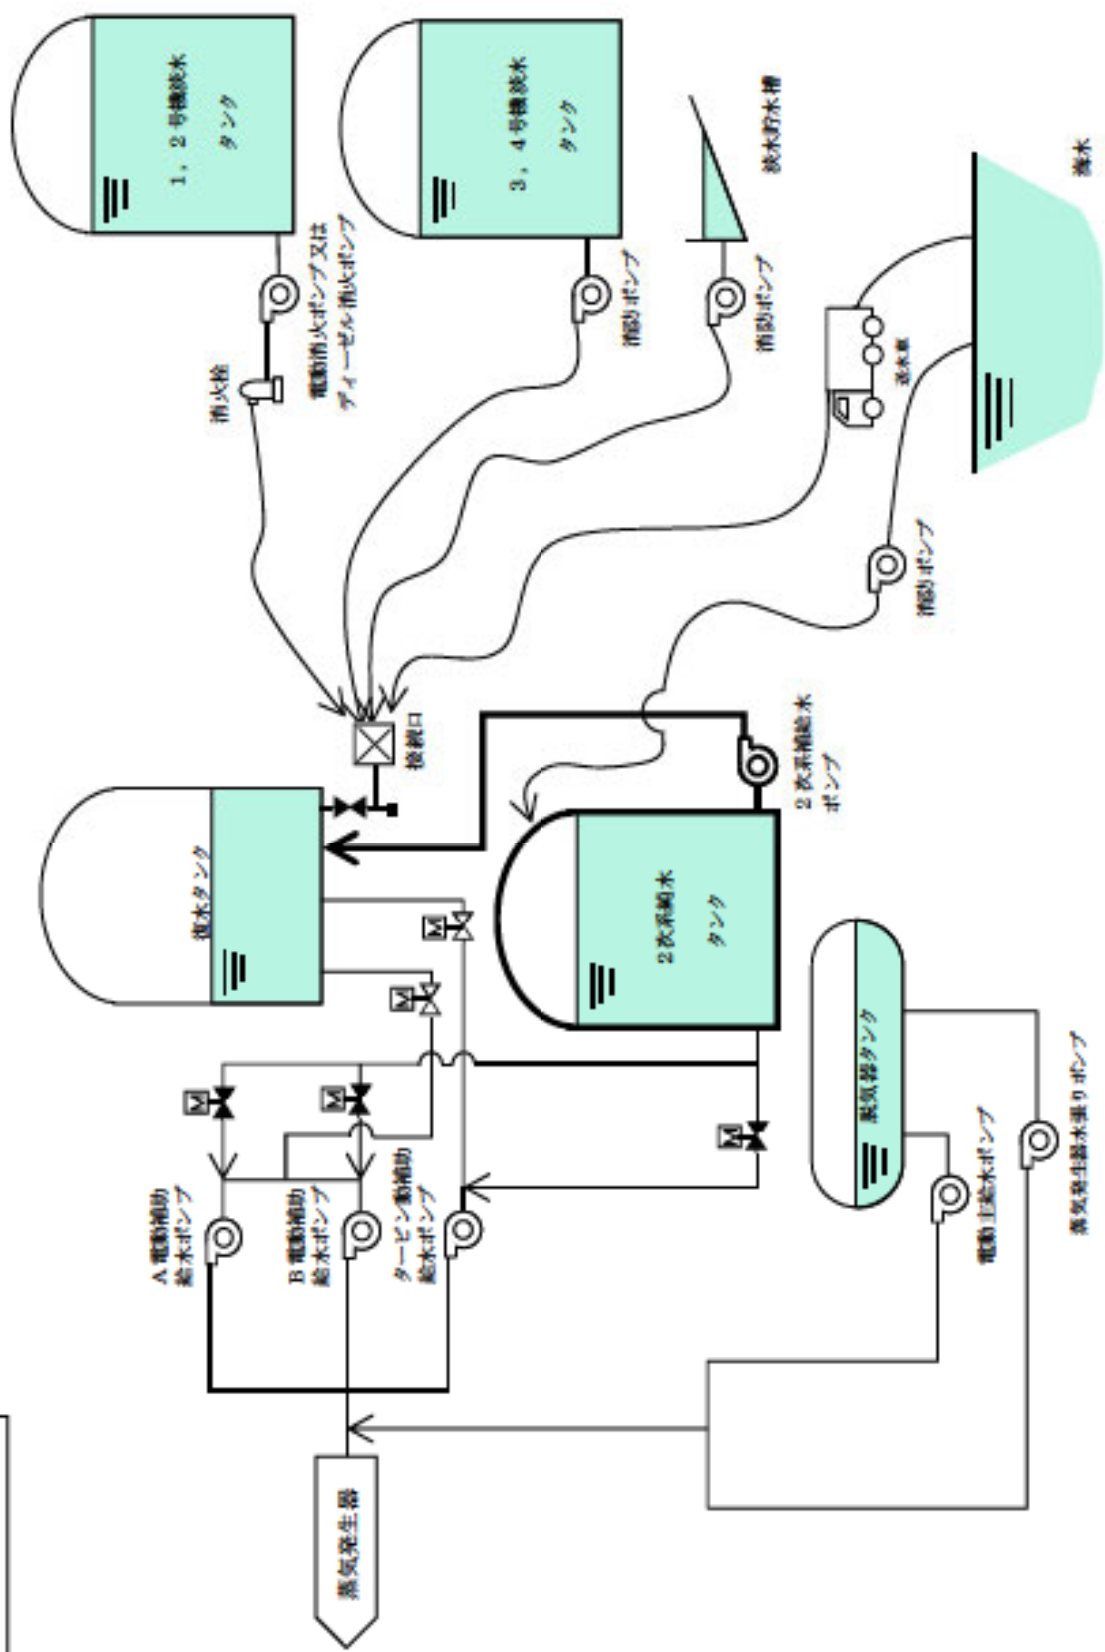 1，2号機淡水
タンク
3，4号機淡水
タンク
淡水貯水槽
海水
電動消火ポンプ又は
ディーゼル消火ポンプ
消火栓
消防ポンプ
消防ポンプ
送水車
消防ポンプ
接続口
復水タンク
2次系補給水
ポンプ
2次系純水
タンク
M
M
M
M
M
脱気器タンク
A電動補助
給水ポンプ
B電動補助
給水ポンプ
タービン動補助
給水ポンプ
電動主給水ポンプ
蒸気発生器水張りポンプ
蒸気発生器